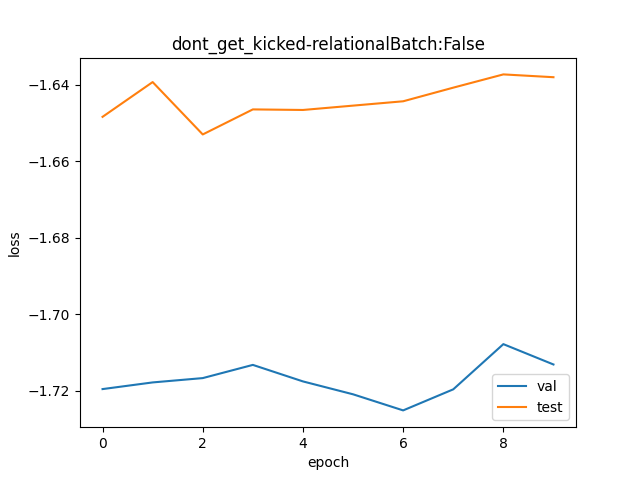 dont_get_kicked-relationalBatch:False
loss
−1.64
−1.66
−1.68
−1.70
−1.72
0
2
4
6
8
epoch
val
test